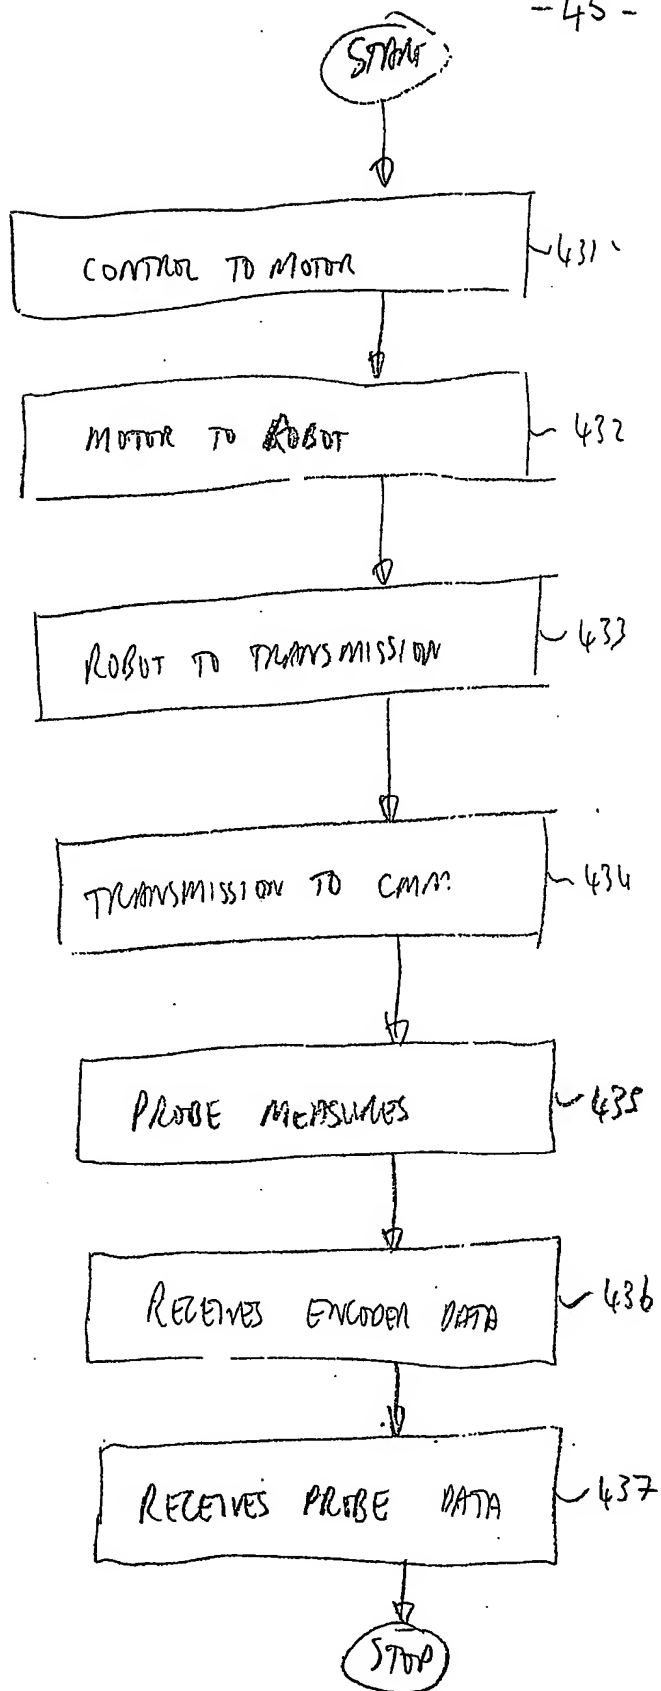 - 45 -
START
CONTROL TO MOTOR
431
MOTOR TO ROBOT
432
ROBOT TO TRANSMISSION
433
TRANSMISSION TO CMM
434
PROBE MEASURES
435
RECEIVES ENCODER DATA
436
RECEIVES PROBE DATA
437
STOP